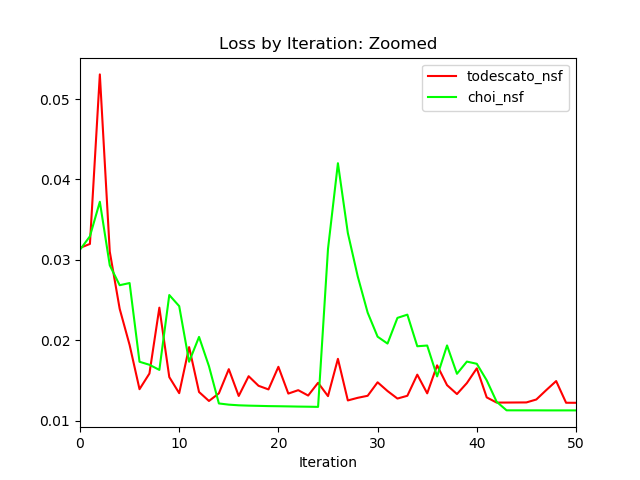 Loss by Iteration: Zoomed
todescato_nsf
choi_nsf
0.05
0.04
0.03
0.02
0.01
0 10 20 30 40 50
Iteration